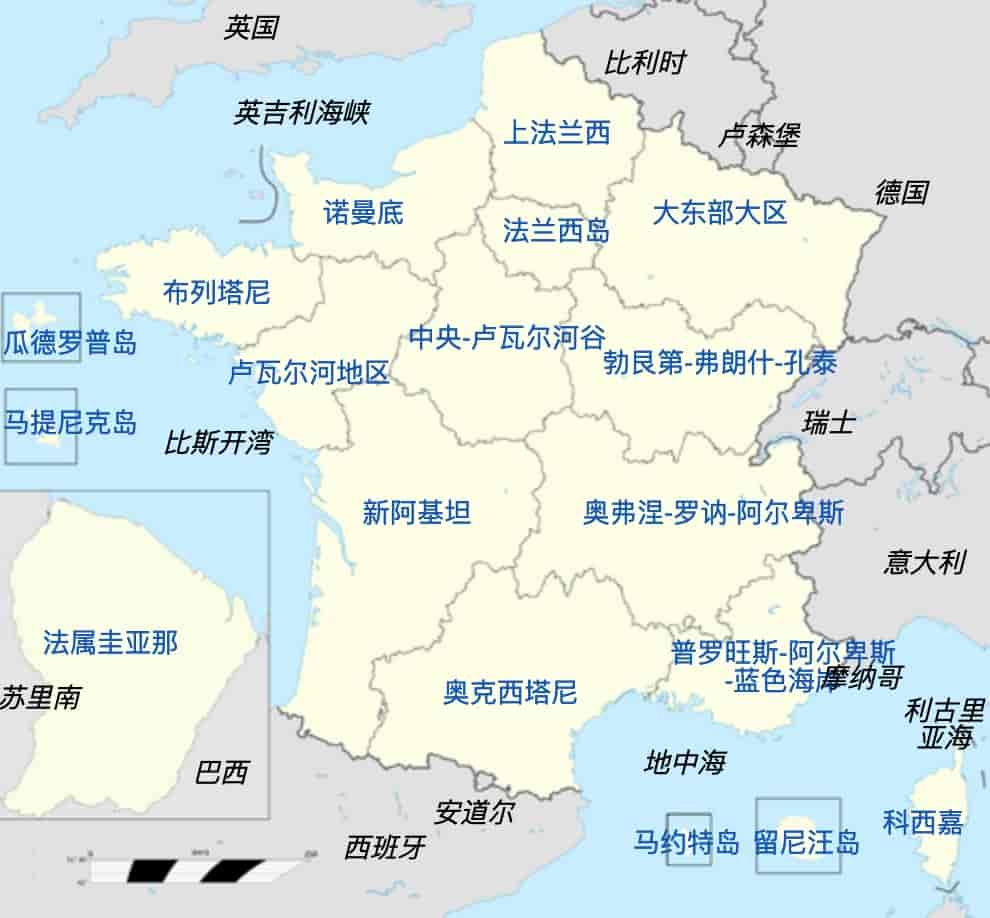 英国
比利时
英吉利海峡
上法兰西
卢森堡
德国
诺曼底
法兰西岛
大东部大区
布列塔尼
瓜德罗普岛
中央-卢瓦尔河谷
卢瓦尔河地区
勃艮第-弗朗什-孔泰
马提尼克岛
比斯开湾
瑞士
新阿基坦
奥弗涅-罗讷-阿尔卑斯
意大利
法属圭亚那
普罗旺斯-阿尔卑斯
-蓝色海岸
摩纳哥
苏里南
奥克西塔尼
利古里
亚海
巴西
地中海
安道尔
西班牙
马约特岛
留尼汪岛
科西嘉